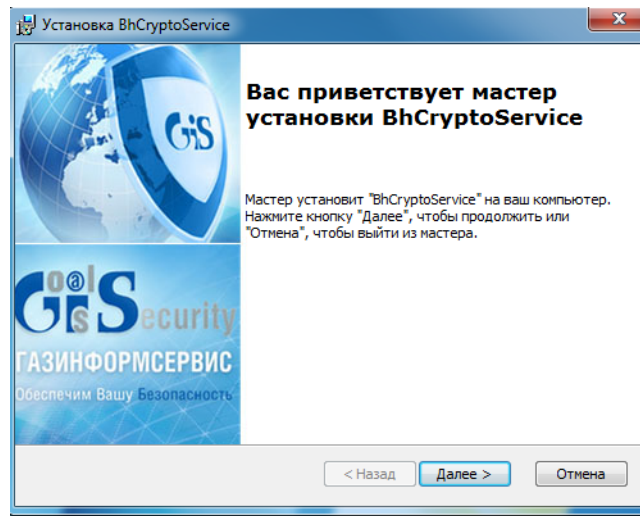 Установка BhCryptoService
GiS
Вас приветствует мастер
установки BhCryptoService
Мастер установит "BhCryptoService" на ваш компьютер.
Нажмите кнопку "Далее", чтобы продолжить или
"Отмена", чтобы выйти из мастера.
Security
ГАЗИНФОРМСЕРВИС
Обеспечим Вашу Безопасность
< Назад
Далее >
Отмена